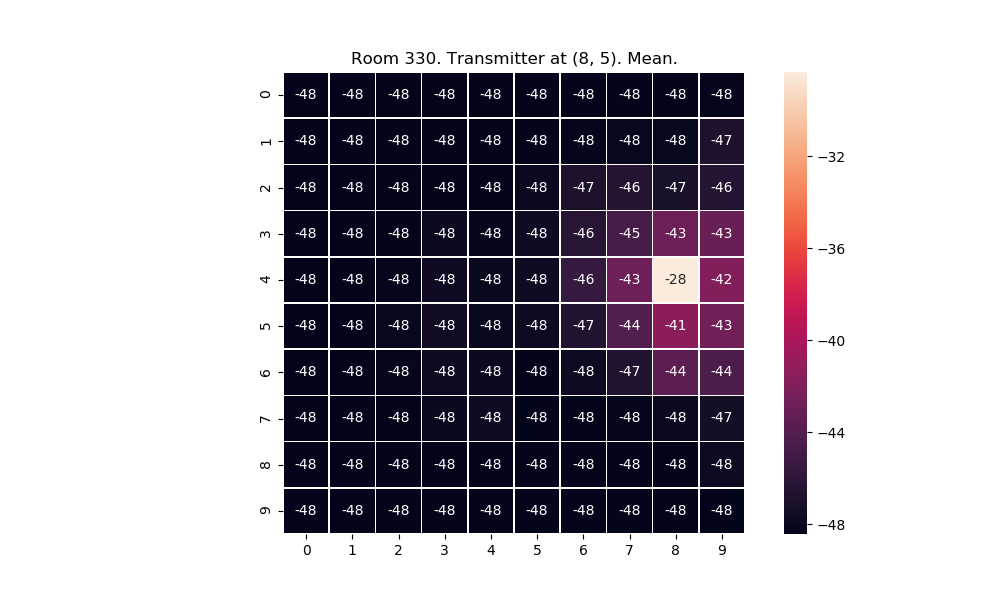 Room 330. Transmitter at (8, 5). Mean.
0 -48 -48 -48 -48 -48 -48 -48 -48 -48 -48
1 -48 -48 -48 -48 -48 -48 -48 -48 -48 -47
−32
2 -48 -48 -48 -48 -48 -48 -47 -46 -47 -46
3 -48 -48 -48 -48 -48 -48 -46 -45 -43 -43
−36
4 -48 -48 -48 -48 -48 -48 -46 -43 -28 -42
5 -48 -48 -48 -48 -48 -48 -47 -44 -41 -43
−40
6 -48 -48 -48 -48 -48 -48 -48 -47 -44 -44
7 -48 -48 -48 -48 -48 -48 -48 -48 -48 -47
−44
8 -48 -48 -48 -48 -48 -48 -48 -48 -48 -48
9 -48 -48 -48 -48 -48 -48 -48 -48 -48 -48
−48
0 1 2 3 4 5 6 7 8 9